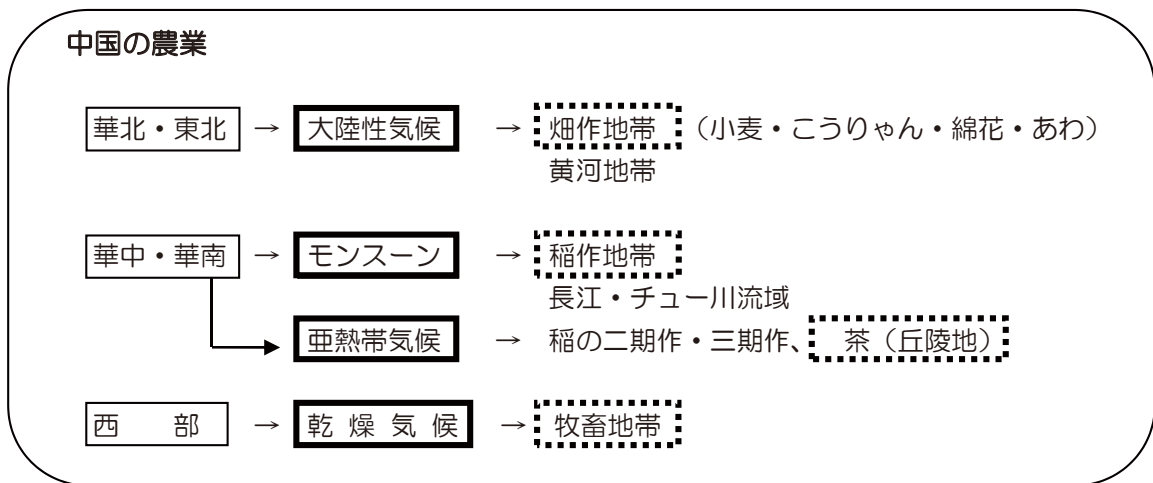 中国の農業
華北・東北 → 大陸性気候 → 畑作地帯（小麦・こうりゃん・綿花・あわ）
黄河地帯
華中・華南 → モンスーン → 稲作地帯
長江・チュー川流域
亜熱帯気候 → 稲の二期作・三期作、茶（丘陵地）
西　部 → 乾燥気候 → 牧畜地帯